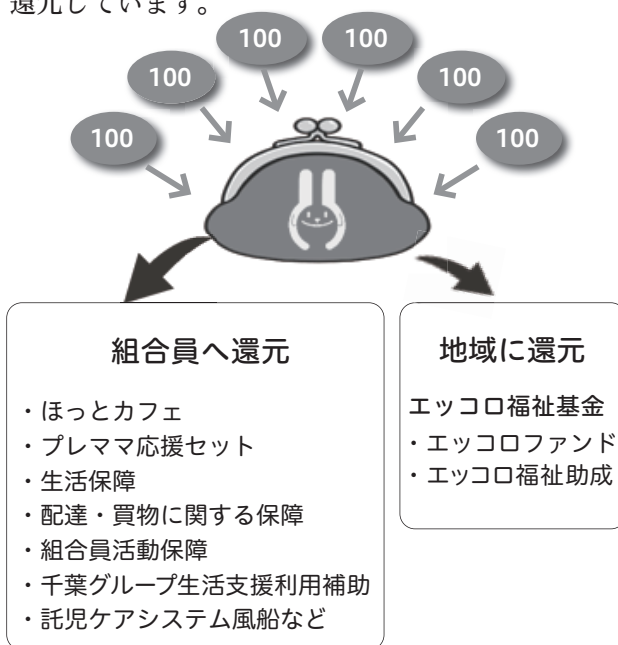 還元しています。
100 100
100 100
100 100
組合員へ還元
・ほっとカフェ
・プレママ応援セット
・生活保障
・配達・買物に関する保障
・組合員活動保障
・千葉グループ生活支援利用補助
・託児ケアシステム風船など
地域に還元
エッコロ福祉基金
・エッコロファンド
・エッコロ福祉助成